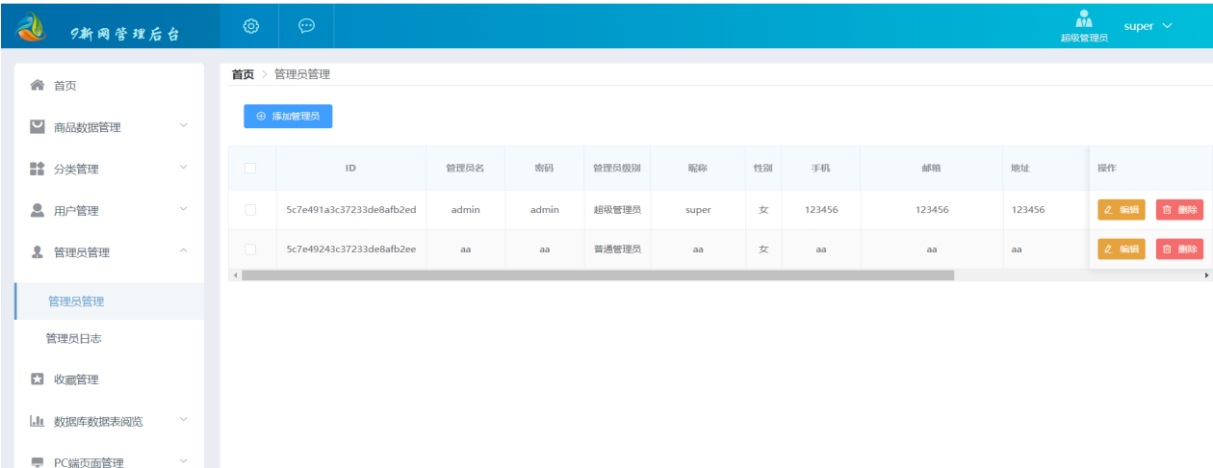 9新网管理后台
超级管理员
super
首页
商品数据管理
分类管理
用户管理
管理员管理
管理员管理
管理员日志
收藏管理
数据库数据表阅览
PC端页面管理
首页 > 管理员管理
添加管理员
ID 管理员名 密码 管理员级别 昵称 性别 手机 邮箱 地址 操作
5c7e491a3c37233de8afb2ed admin admin 超级管理员 super 女 123456 123456 123456 编辑 删除
5c7e49243c37233de8afb2ee aa aa 普通管理员 aa 女 aa aa aa 编辑 删除